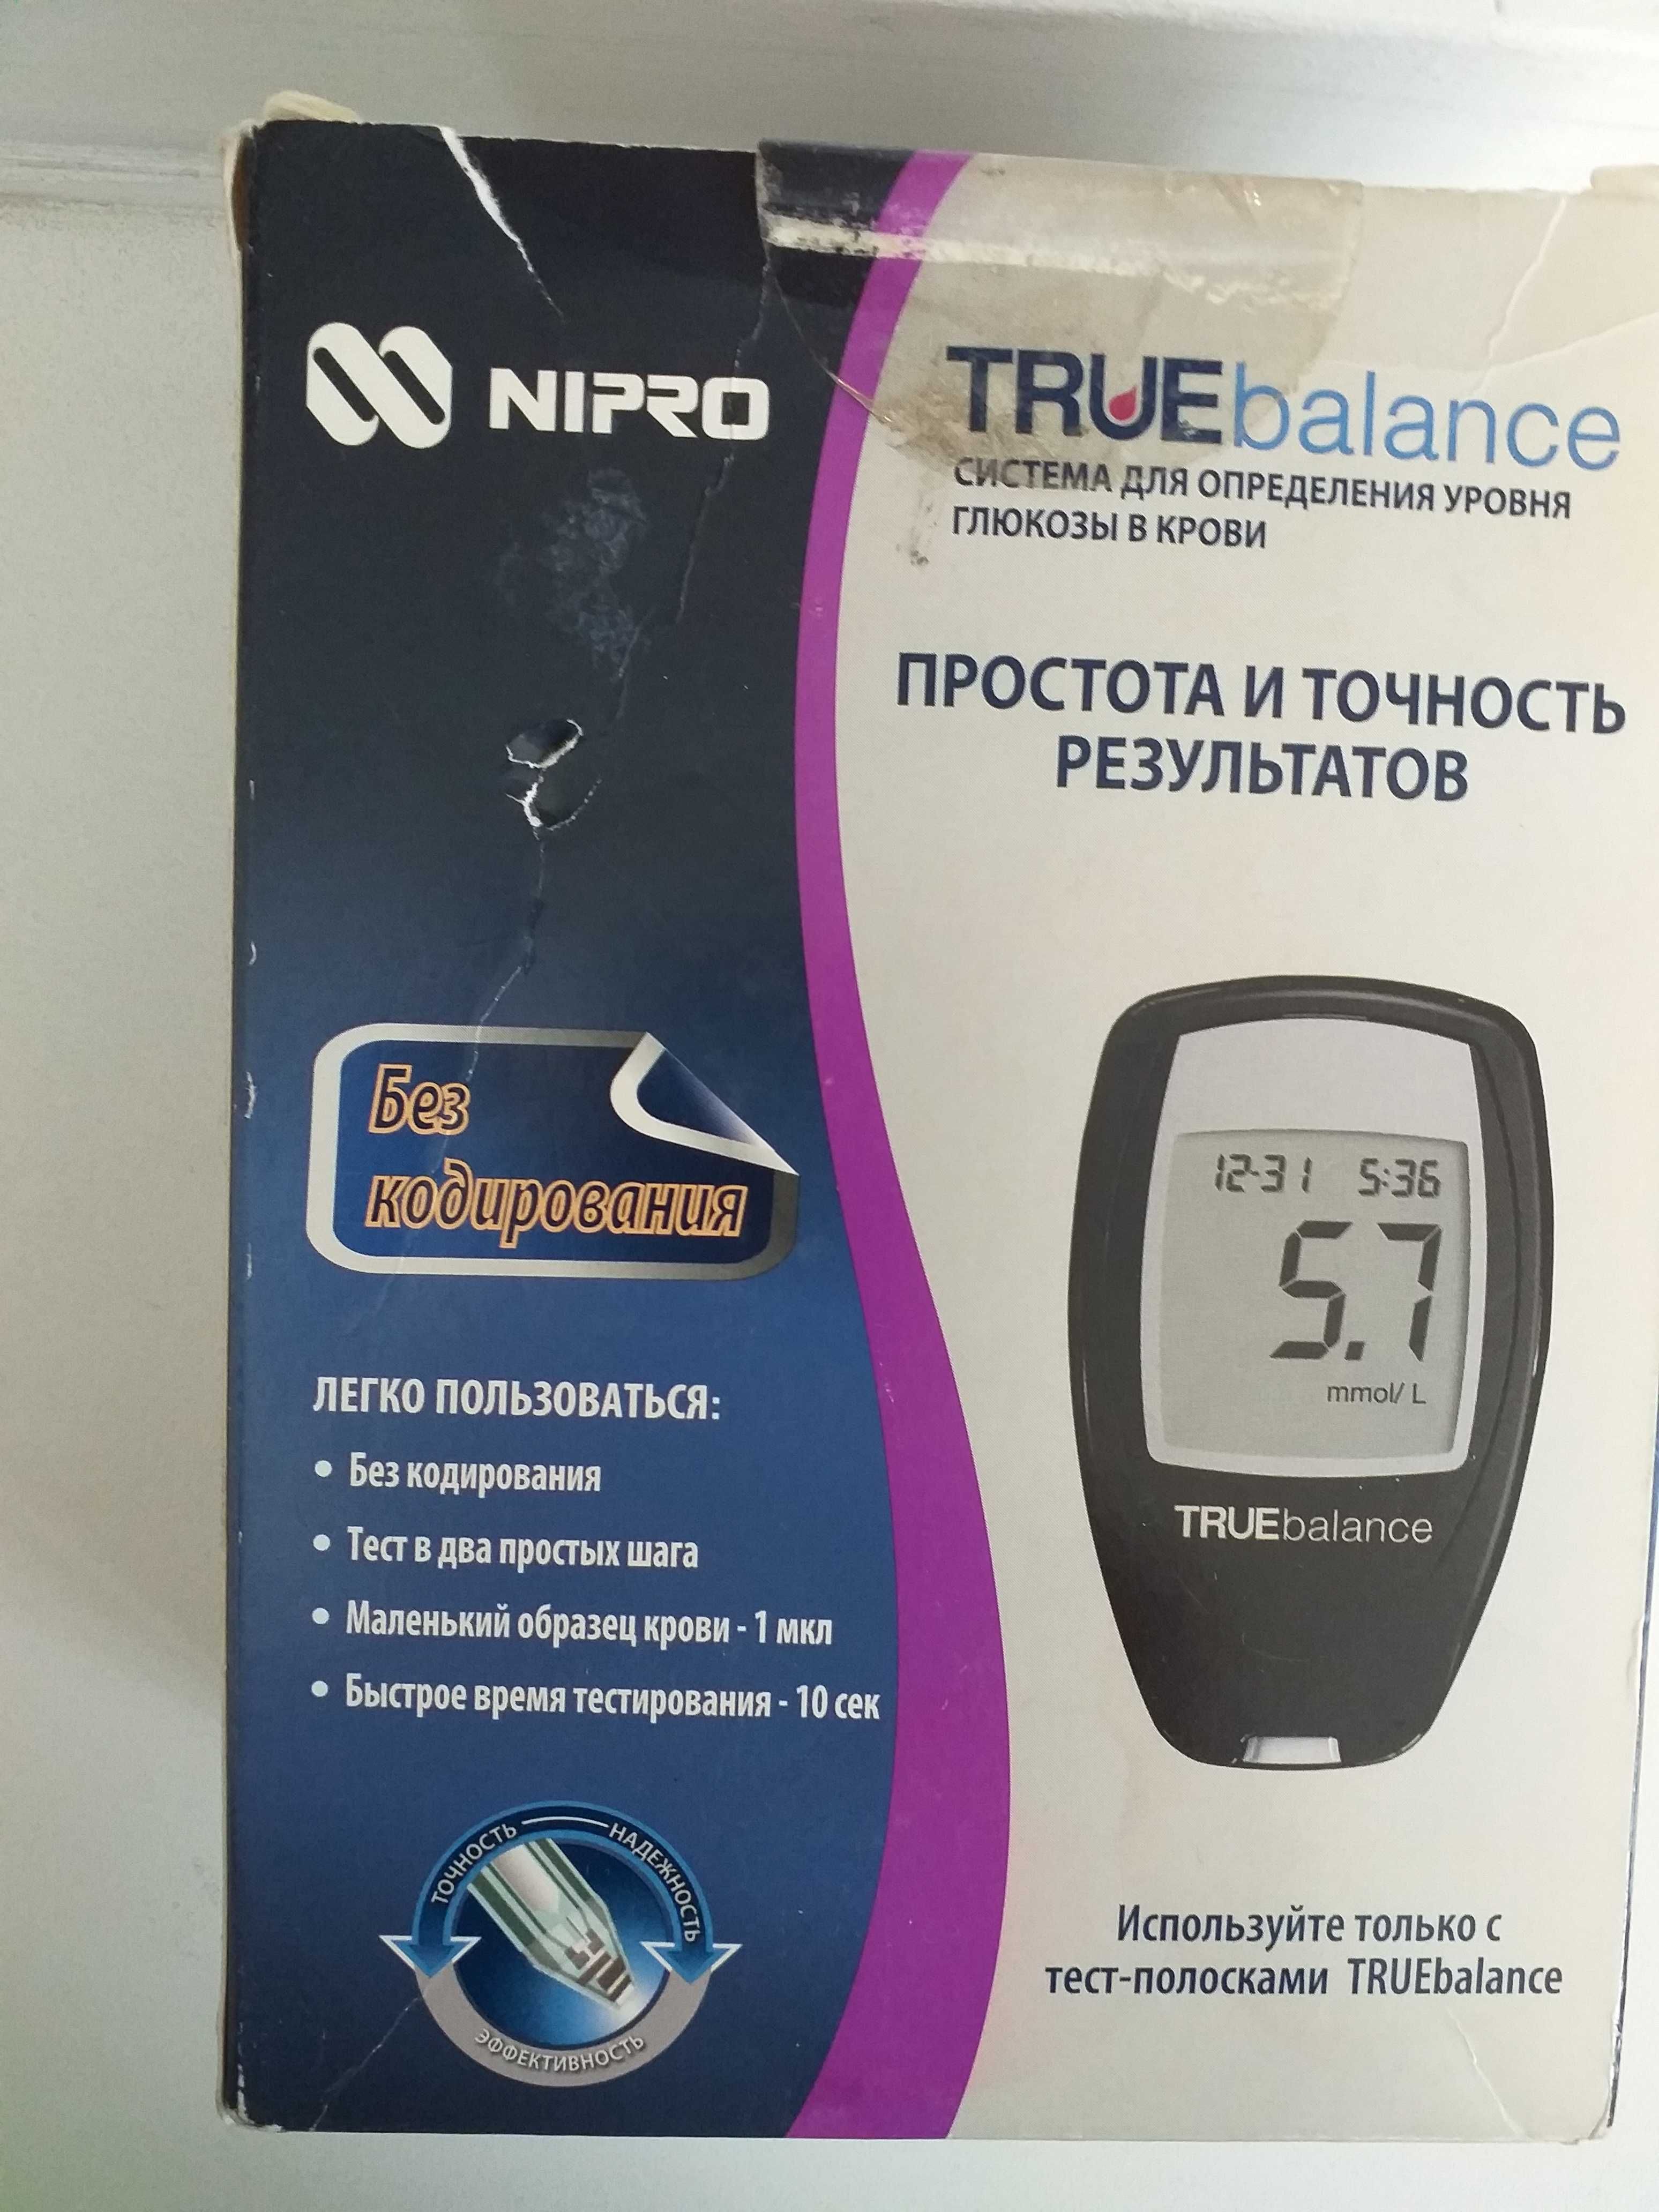 NIPRO
TRUEbalance
СИСТЕМА ДЛЯ ОПРЕДЕЛЕНИЯ УРОВНЯ
ГЛЮКОЗЫ В КРОВИ
ПРОСТОТА И ТОЧНОСТЬ
РЕЗУЛЬТАТОВ
Без
кодирования
12-31 5:36
5.7
mmol/ L
TRUEbalance
ЛЕГКО ПОЛЬЗОВАТЬСЯ:
• Без кодирования
• Тест в два простых шага
• Маленький образец крови - 1 мкл
• Быстрое время тестирования - 10 сек
ТОЧНОСТЬ
НАДЕЖНОСТЬ
ЭФФЕКТИВНОСТЬ
Используйте только с
тест-полосками TRUEbalance